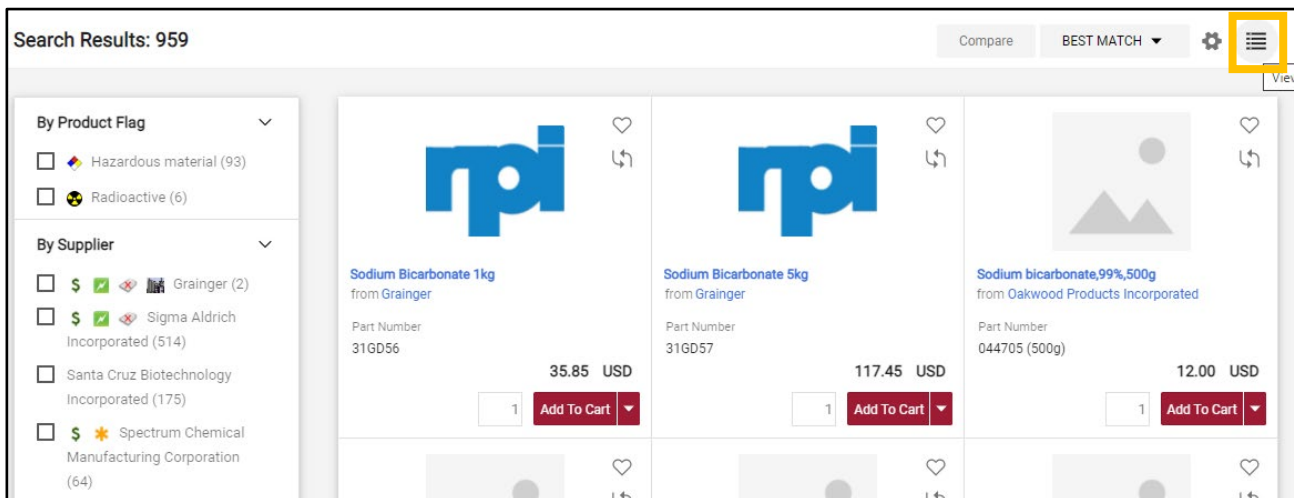 Search Results: 959
Compare
BEST MATCH
View
By Product Flag
Hazardous material (93)
Radioactive (6)
By Supplier
$ Grainger (2)
$ Sigma Aldrich
Incorporated (514)
Santa Cruz Biotechnology
Incorporated (175)
$ Spectrum Chemical
Manufacturing Corporation
(64)
npi
Sodium Bicarbonate 1kg
from Grainger
Part Number
31GD56
35.85 USD
1 Add To Cart
npi
Sodium Bicarbonate 5kg
from Grainger
Part Number
31GD57
117.45 USD
1 Add To Cart
Sodium bicarbonate,99%,500g
from Oakwood Products Incorporated
Part Number
044705 (500g)
12.00 USD
1 Add To Cart